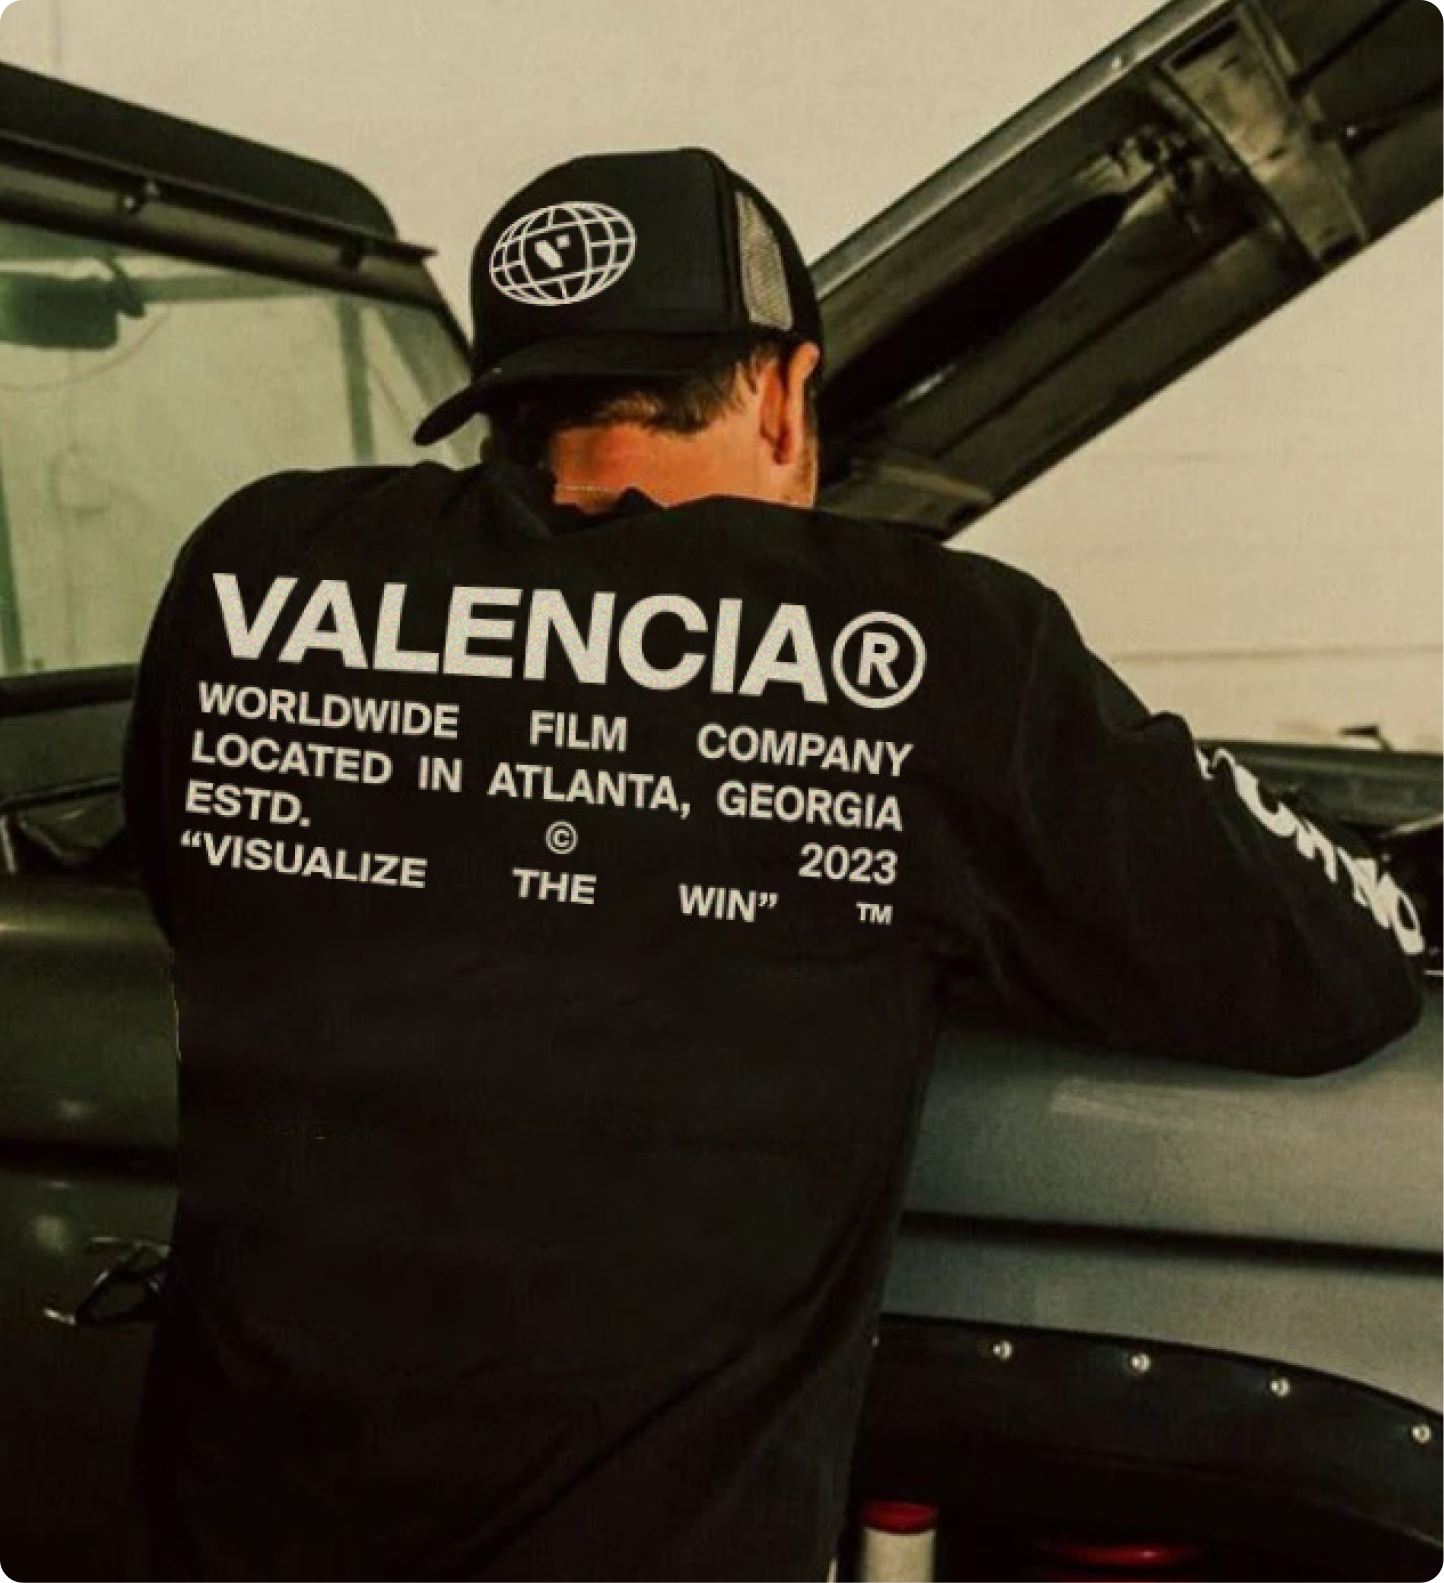 V
VALENCIA®
WORLDWIDE FILM COMPANY
LOCATED IN ATLANTA, GEORGIA
ESTD. © 2023
“VISUALIZE THE WIN” ™